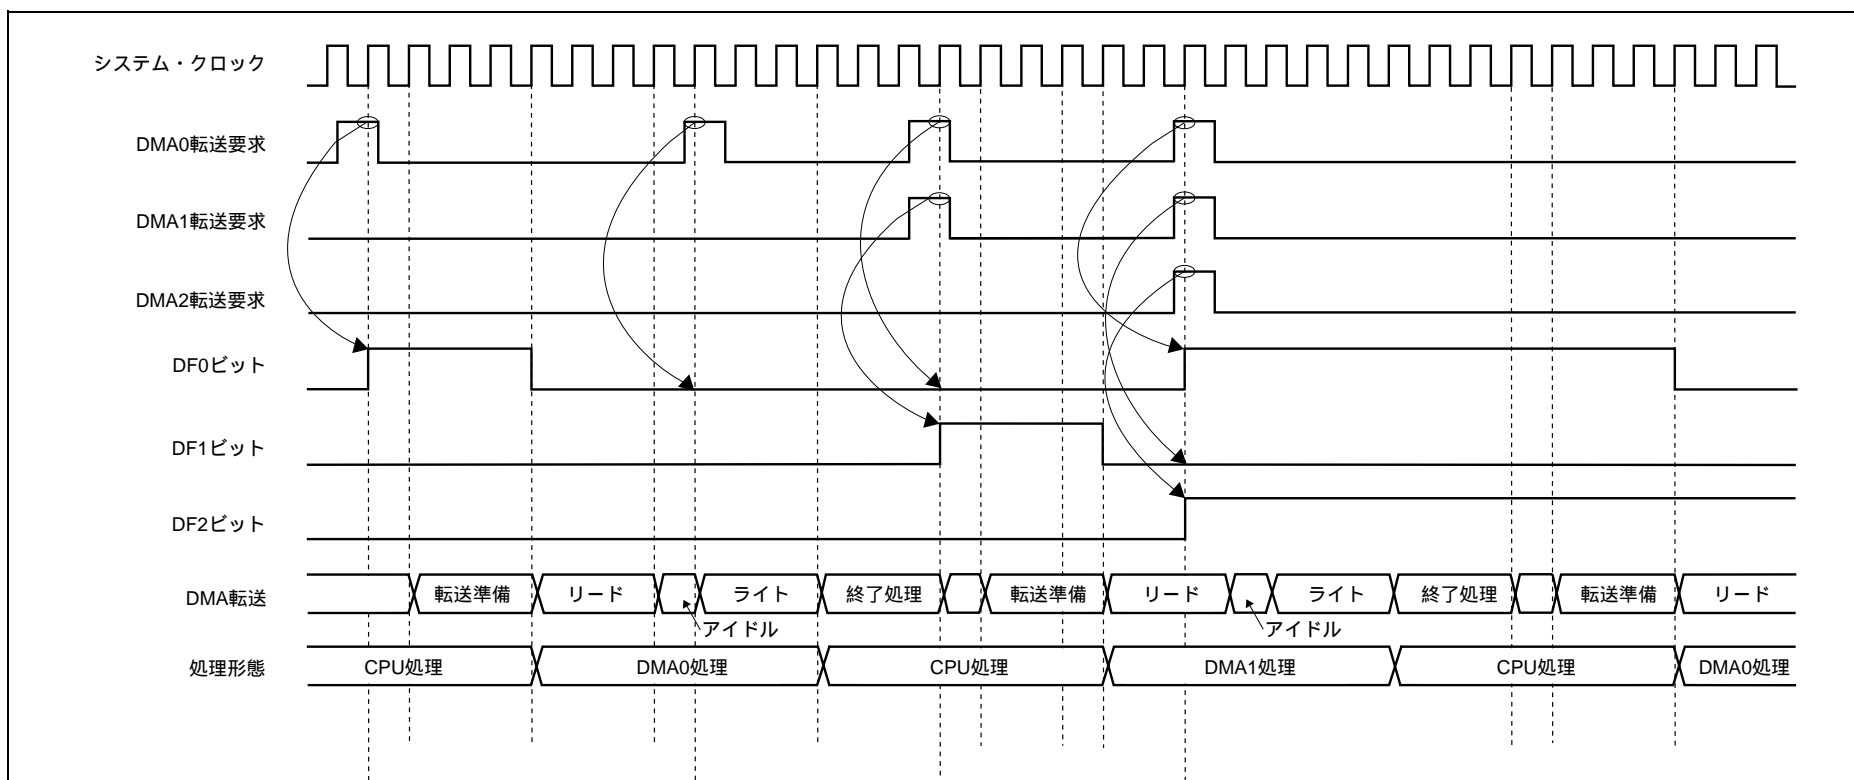 システム・クロック
DMA0転送要求
DMA1転送要求
DMA2転送要求
DF0ビット
DF1ビット
DF2ビット
DMA転送 転送準備 リード ライト 終了処理 転送準備 リード ライト 終了処理 転送準備 リード
アイドル アイドル
処理形態 CPU処理 DMA0処理 CPU処理 DMA1処理 CPU処理 DMA0処理